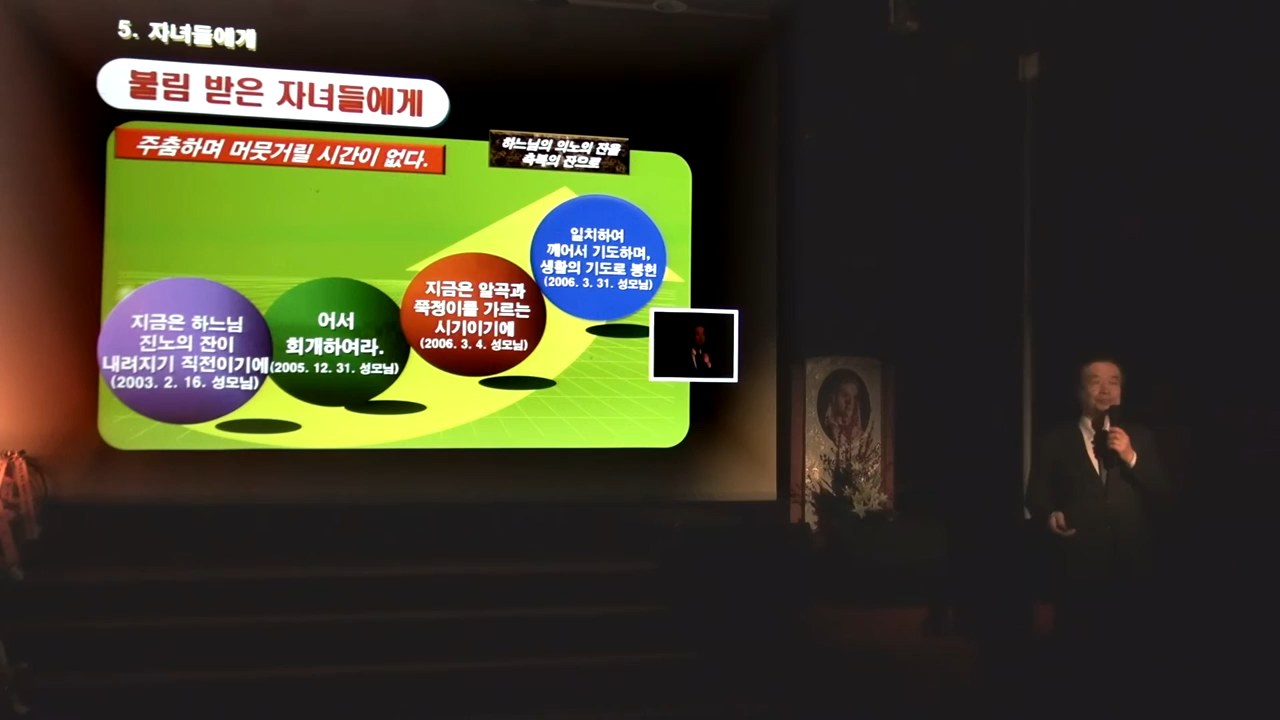 5. 자녀들에게
불림 받은 자녀들에게
주춤하며 머뭇거릴 시간이 없다.
하느님의 의노의 잔을
축복의 잔으로
지금은 하느님
진노의 잔이
내려지기 직전이기에
(2003. 2. 16. 성모님)
어서
회개하여라.
(2005. 12. 31. 성모님)
지금은 알곡과
쭉정이를 가르는
시기이기에
(2006. 3. 4. 성모님)
일치하여
깨어서 기도하며,
생활의 기도로 봉헌
(2006. 3. 31. 성모님)